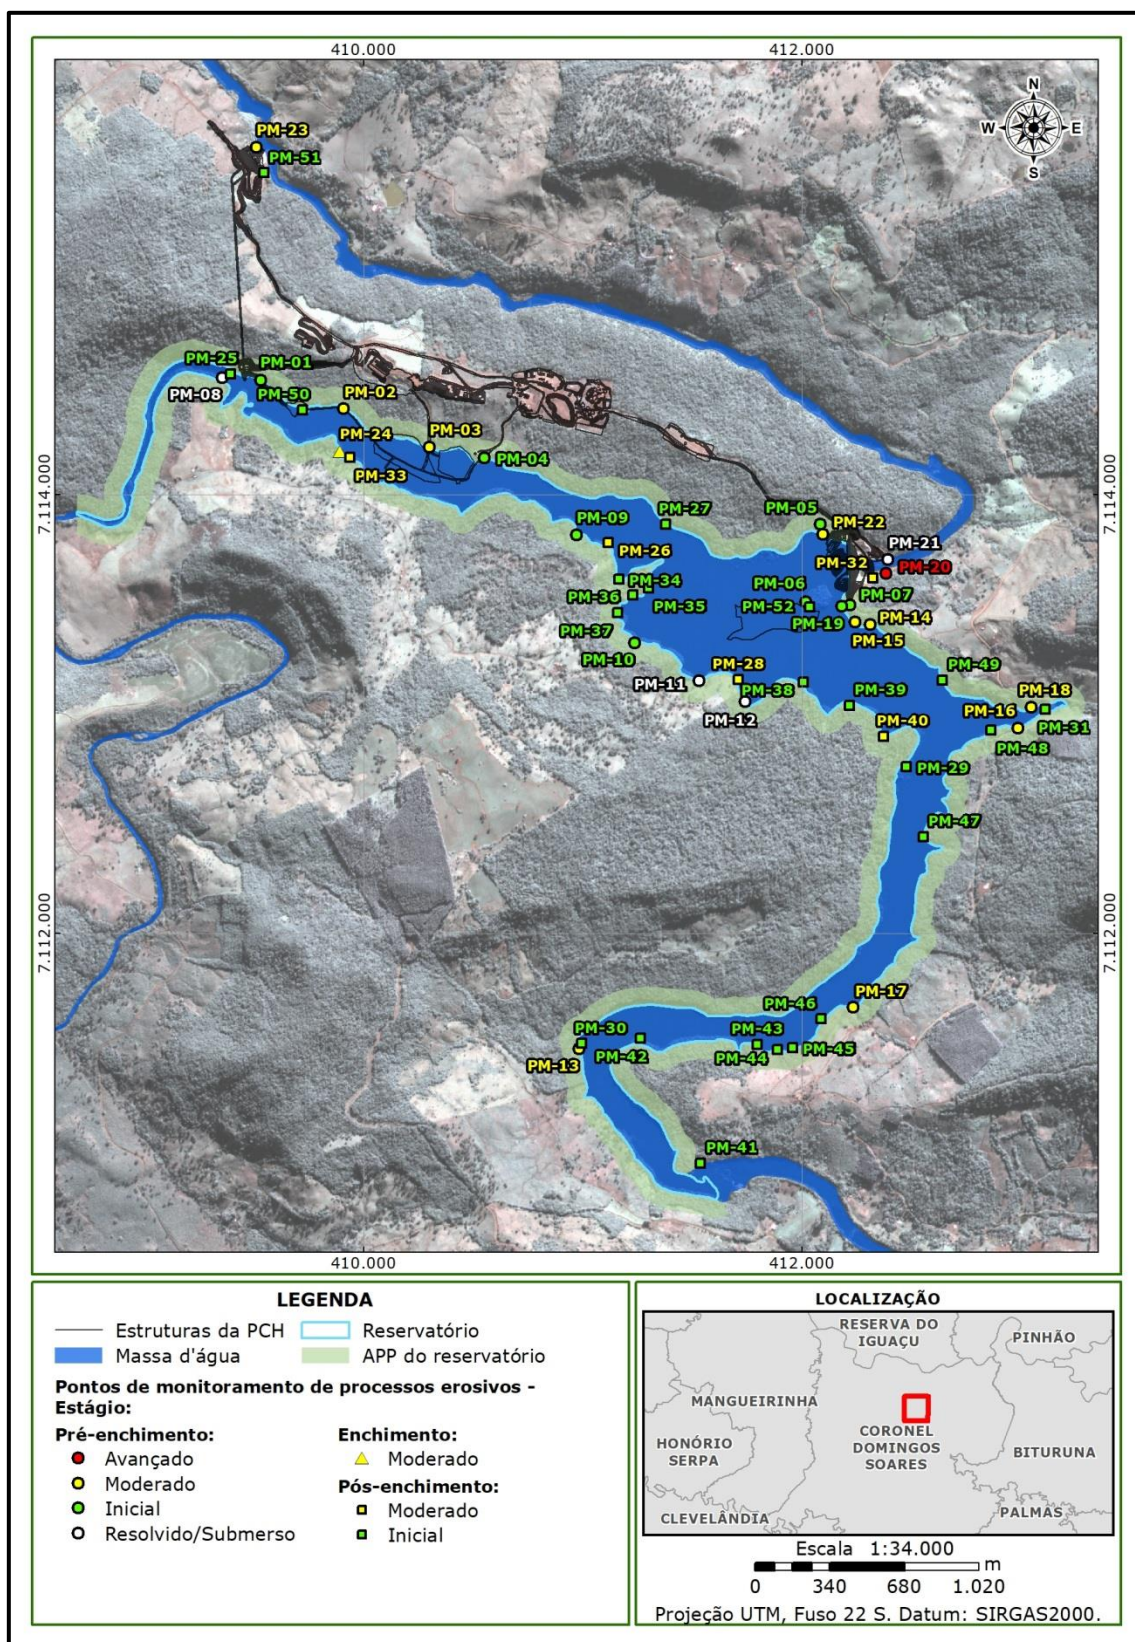 410.000
412.000
N
W
E
S
PM-23
PM-51
PM-25
PM-01
PM-08
PM-50
PM-02
PM-24
PM-03
PM-33
PM-04
7.114.000
7.114.000
PM-27
PM-05
PM-09
PM-22
PM-26
PM-21
PM-32
PM-20
PM-34
PM-06
PM-36
PM-35
PM-52
PM-07
PM-19
PM-14
PM-37
PM-15
PM-10
PM-28
PM-49
PM-11
PM-38
PM-18
PM-39
PM-16
PM-12
PM-40
PM-31
PM-48
PM-29
PM-47
7.112.000
7.112.000
PM-17
PM-46
PM-30
PM-43
PM-42
PM-44
PM-45
PM-13
PM-41
410.000
412.000
LEGENDA
Estruturas da PCH
Reservatório
Massa d'água
APP do reservatório
Pontos de monitoramento de processos erosivos -
Estágio:
Pré-enchimento:
Avançado
Moderado
Inicial
Resolvido/Submerso
Enchimento:
Moderado
Pós-enchimento:
Moderado
Inicial
LOCALIZAÇÃO
RESERVA DO
IGUAÇU
PINHÃO
MANGUEIRINHA
CORONEL
DOMINGOS
SOARES
HONÓRIO
SERPA
BITURUNA
CLEVELÂNDIA
PALMAS
Escala 1:34.000
m
0 340 680 1.020
Projeção UTM, Fuso 22 S. Datum: SIRGAS2000.